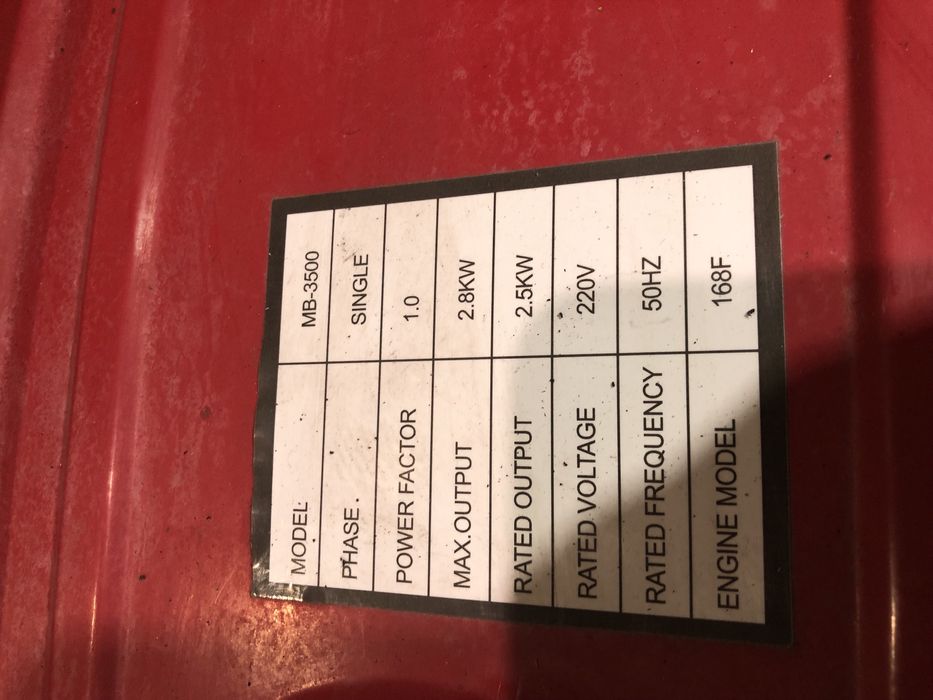 MODEL MB-3500
PHASE. SINGLE
POWER FACTOR 1.0
MAX.OUTPUT 2.8KW
RATED OUTPUT 2.5KW
RATED VOLTAGE 220V
RATED FREQUENCY 50HZ
ENGINE MODEL 168F